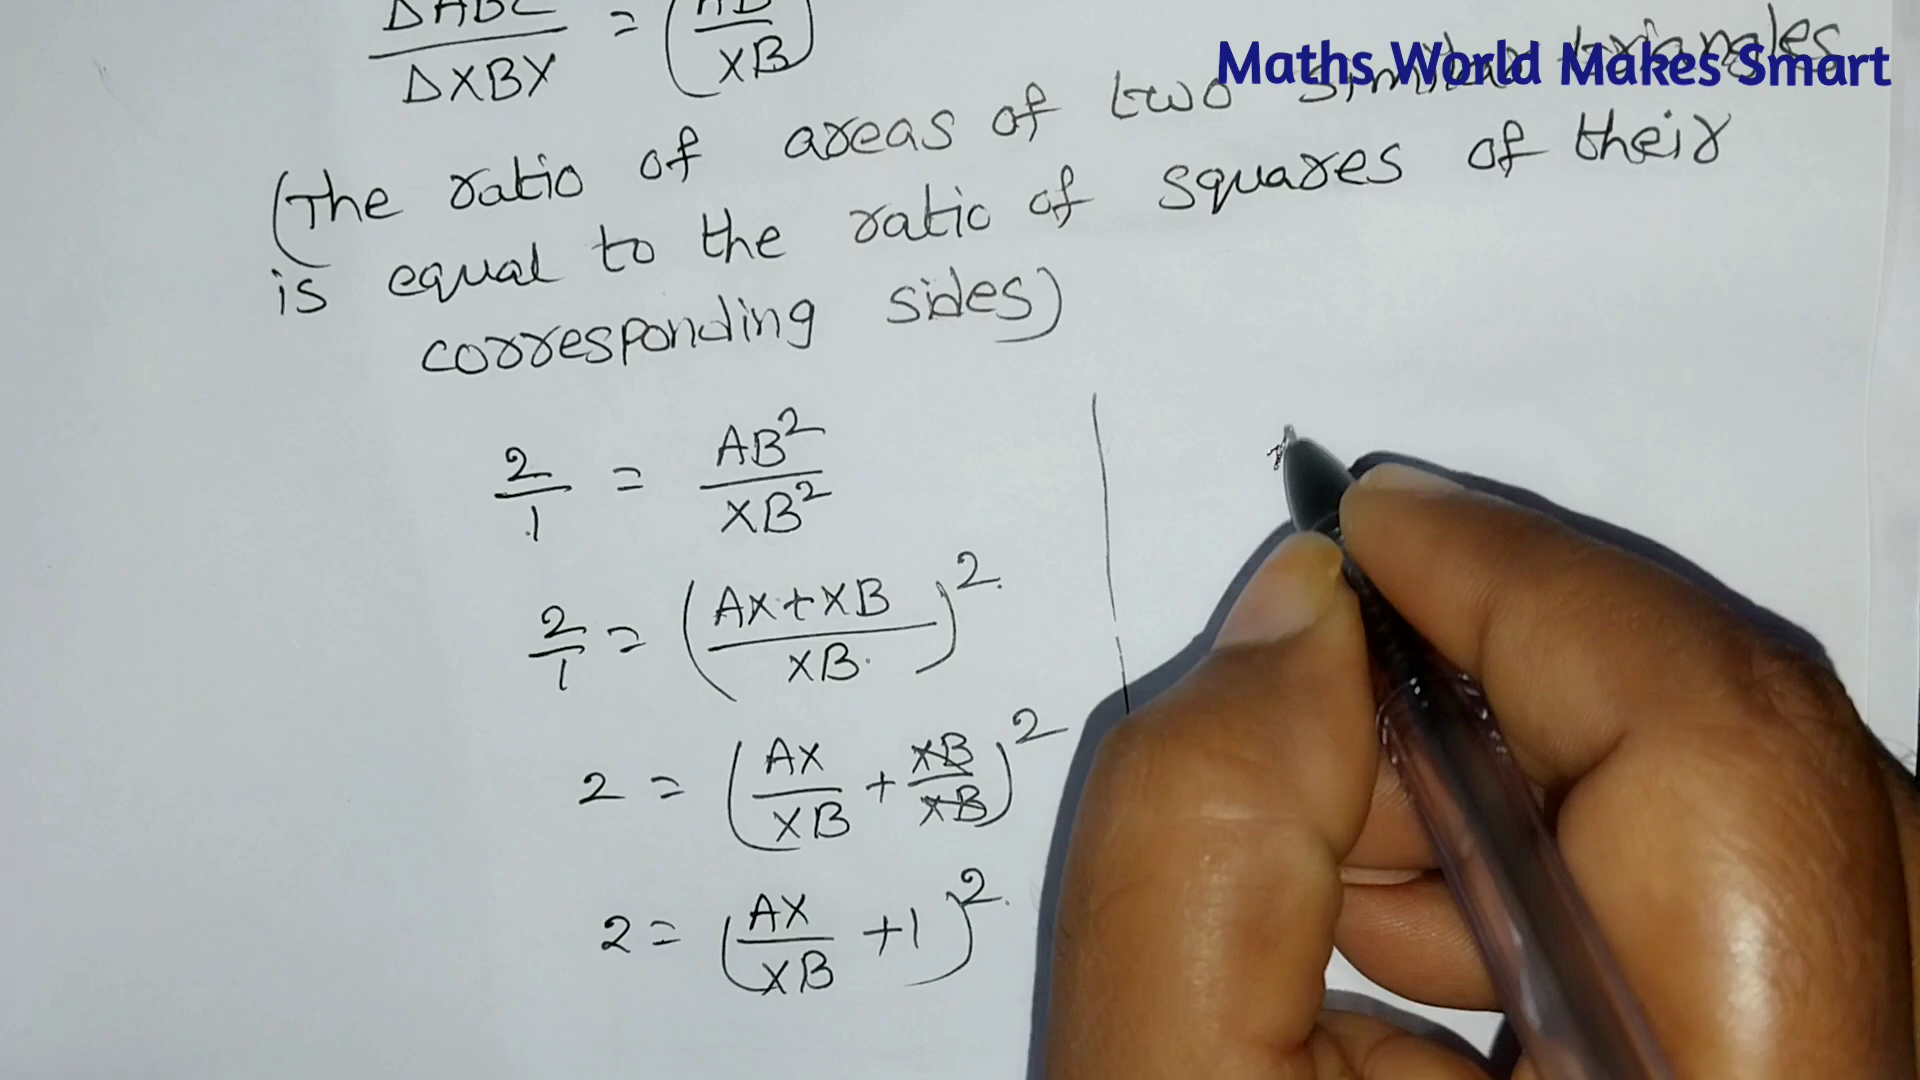 ΔABC/ΔXBY = (AB/XB)
Maths World Makes Smart
(The ratio of areas of two similar triangles
is equal to the ratio of squares of their
corresponding sides)
2/1 = AB²/XB²
2/1 = (AX+XB/XB)²
2 = (AX/XB + XB/XB)²
2 = (AX/XB +1)²